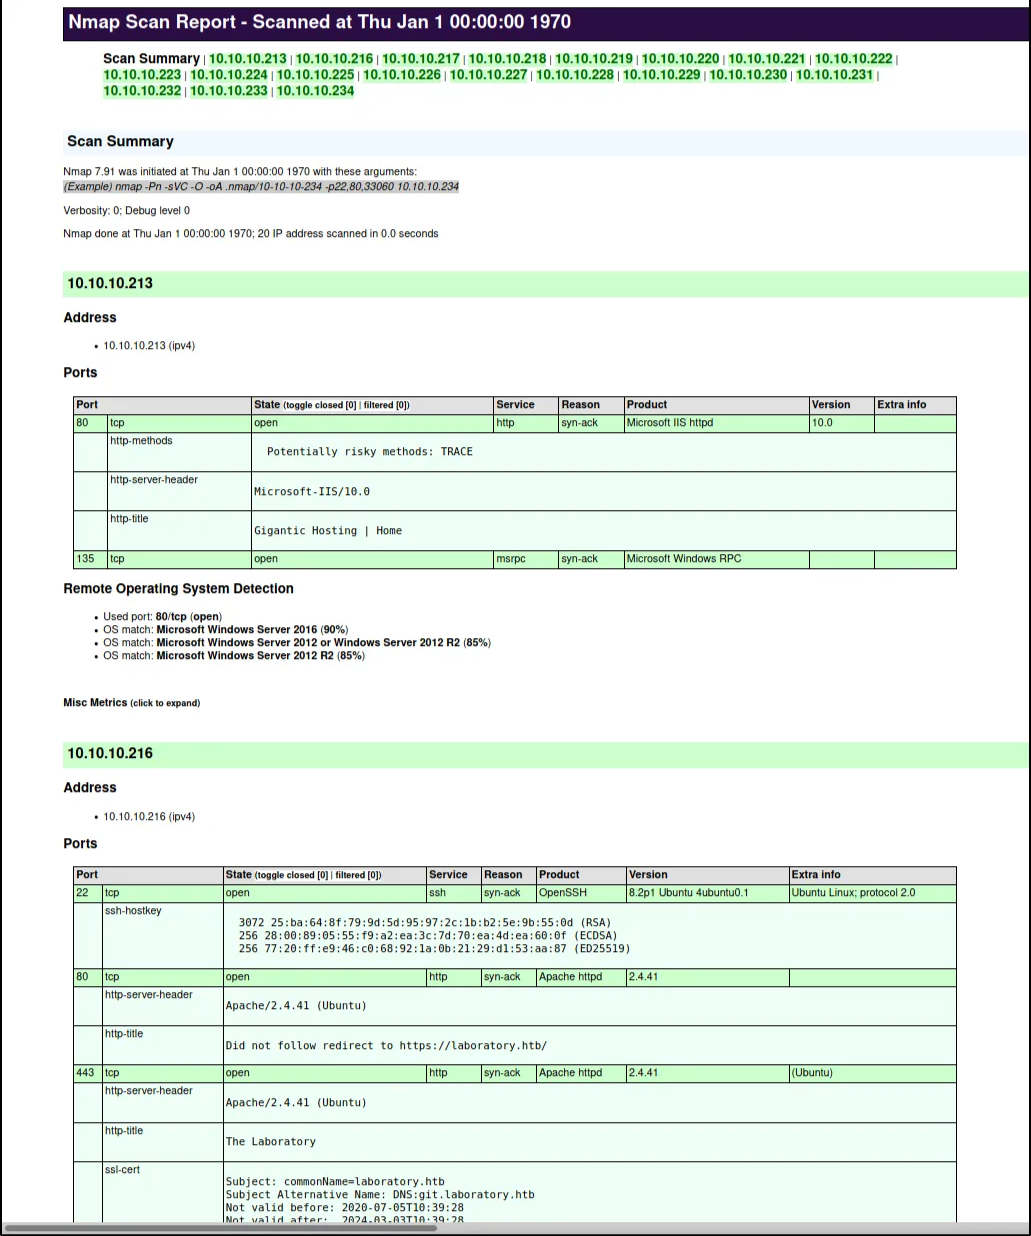 Nmap Scan Report - Scanned at Thu Jan 1 00:00:00 1970
Scan Summary | 10.10.10.213 | 10.10.10.216 | 10.10.10.217 | 10.10.10.218 | 10.10.10.219 | 10.10.10.220 | 10.10.10.221 | 10.10.10.222 |
10.10.10.223 | 10.10.10.224 | 10.10.10.225 | 10.10.10.226 | 10.10.10.227 | 10.10.10.228 | 10.10.10.229 | 10.10.10.230 | 10.10.10.231 |
10.10.10.232 | 10.10.10.233 | 10.10.10.234
Scan Summary
Nmap 7.91 was initiated at Thu Jan 1 00:00:00 1970 with these arguments:
(Example) nmap -Pn -sVC -O -oA .nmap/10-10-10-234 -p22,80,33060 10.10.10.234
Verbosity: 0; Debug level 0
Nmap done at Thu Jan 1 00:00:00 1970; 20 IP address scanned in 0.0 seconds
10.10.10.213
Address
• 10.10.10.213 (ipv4)
Ports
Port State (toggle closed [0] | filtered [0]) Service Reason Product Version Extra info
80 tcp open http syn-ack Microsoft IIS httpd 10.0
http-methods
Potentially risky methods: TRACE
http-server-header
Microsoft-IIS/10.0
http-title
Gigantic Hosting | Home
135 tcp open msrpc syn-ack Microsoft Windows RPC
Remote Operating System Detection
• Used port: 80/tcp (open)
• OS match: Microsoft Windows Server 2016 (90%)
• OS match: Microsoft Windows Server 2012 or Windows Server 2012 R2 (85%)
• OS match: Microsoft Windows Server 2012 R2 (85%)
Misc Metrics (click to expand)
10.10.10.216
Address
• 10.10.10.216 (ipv4)
Ports
Port State (toggle closed [0] | filtered [0]) Service Reason Product Version Extra info
22 tcp open ssh syn-ack OpenSSH 8.2p1 Ubuntu 4ubuntu0.1 Ubuntu Linux; protocol 2.0
ssh-hostkey
3072 25:ba:64:8f:79:9d:5d:95:97:2c:1b:b2:5e:9b:55:0d (RSA)
256 28:00:89:05:55:f9:a2:ea:3c:7d:70:ea:4d:ea:60:0f (ECDSA)
256 77:20:ff:e9:46:c0:68:92:1a:0b:21:29:d1:53:aa:87 (ED25519)
80 tcp open http syn-ack Apache httpd 2.4.41
http-server-header
Apache/2.4.41 (Ubuntu)
http-title
Did not follow redirect to https://laboratory.htb/
443 tcp open http syn-ack Apache httpd 2.4.41 (Ubuntu)
http-server-header
Apache/2.4.41 (Ubuntu)
http-title
The Laboratory
ssl-cert
Subject: commonName=laboratory.htb
Subject Alternative Name: DNS:git.laboratory.htb
Not valid before: 2020-07-05T10:39:28
Not valid after: 2024-03-03T10:39:28